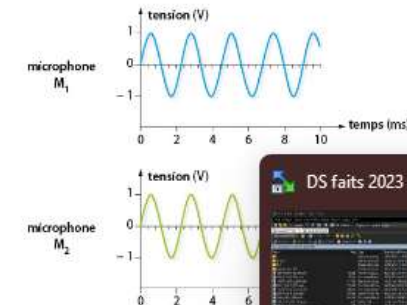 tension (V)
1
0
-1
microphone
M1
temps (ms)
0 2 4 6 8 10
tension (V)
1
0
-1
microphone
M2
0 2 4 6
DS faits 2023